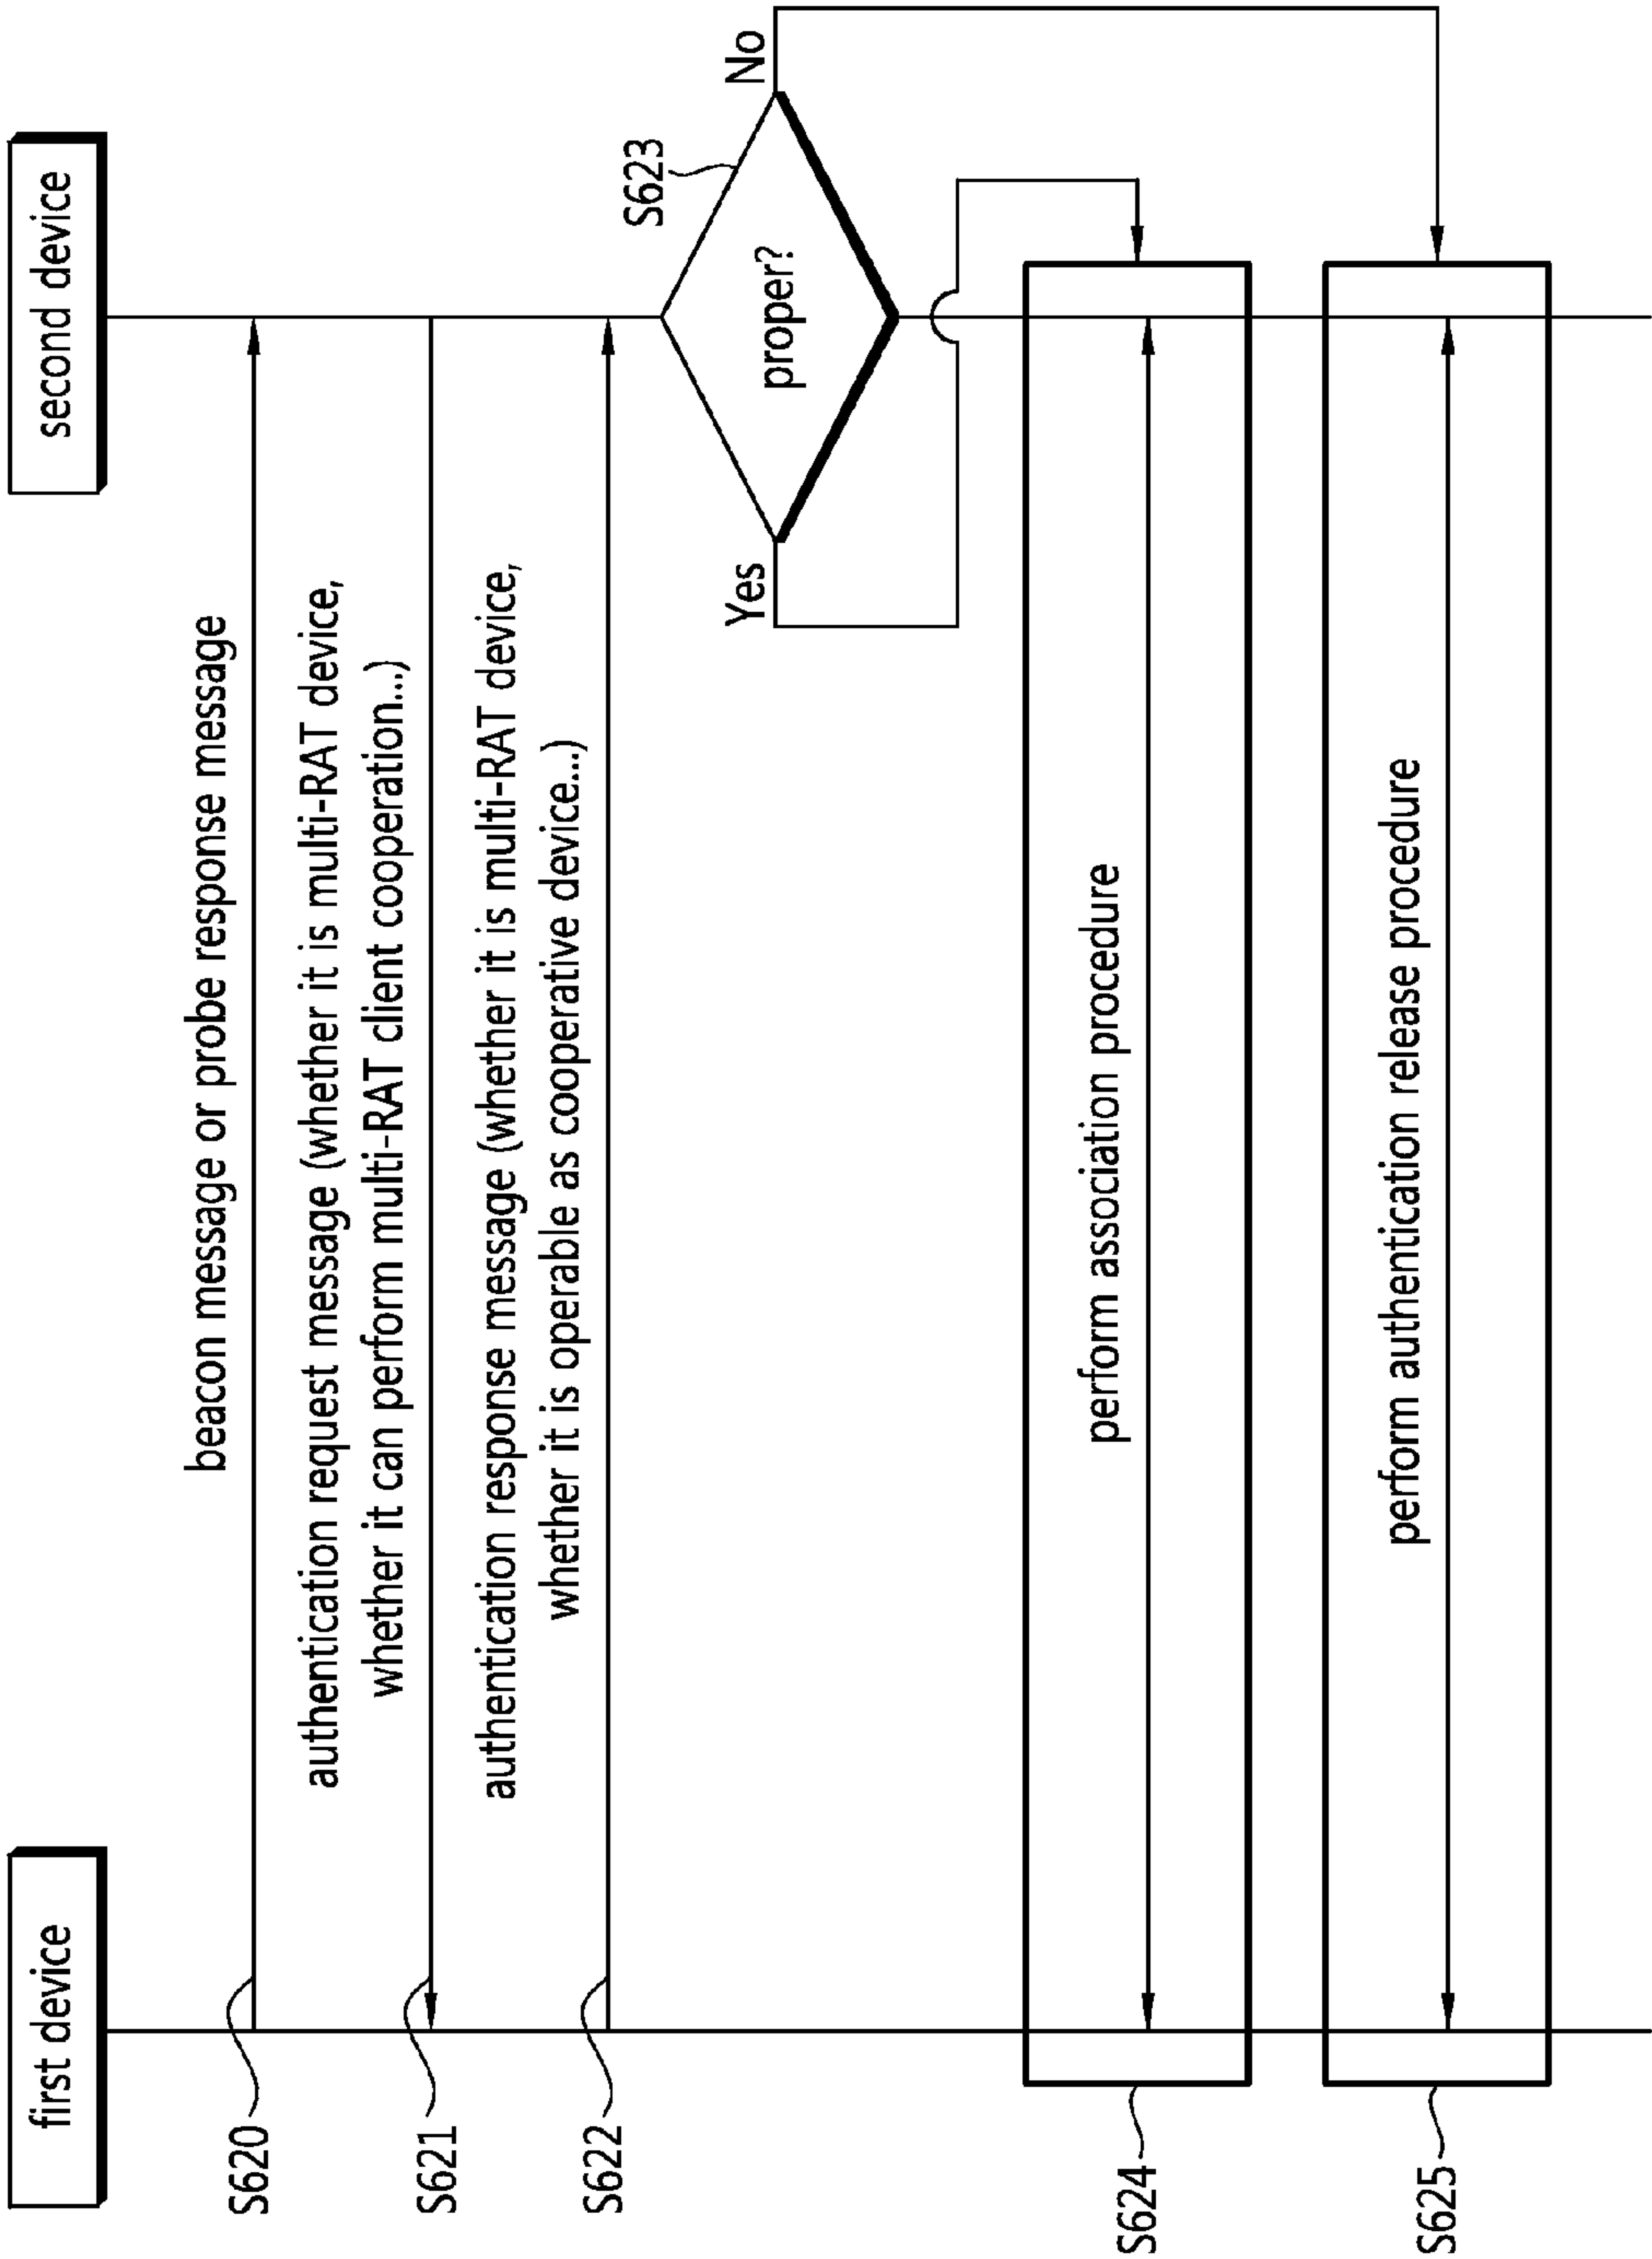 first device
second device
beacon message or probe response message
S620
authentication request message (whether it is multi-RAT device,
whether it can perform multi-RAT client cooperation...)
S621
authentication response message (whether it is multi-RAT device,
whether it is operable as cooperative device...)
S622
S623
Yes
proper?
No
perform association procedure
S624
perform authentication release procedure
S625